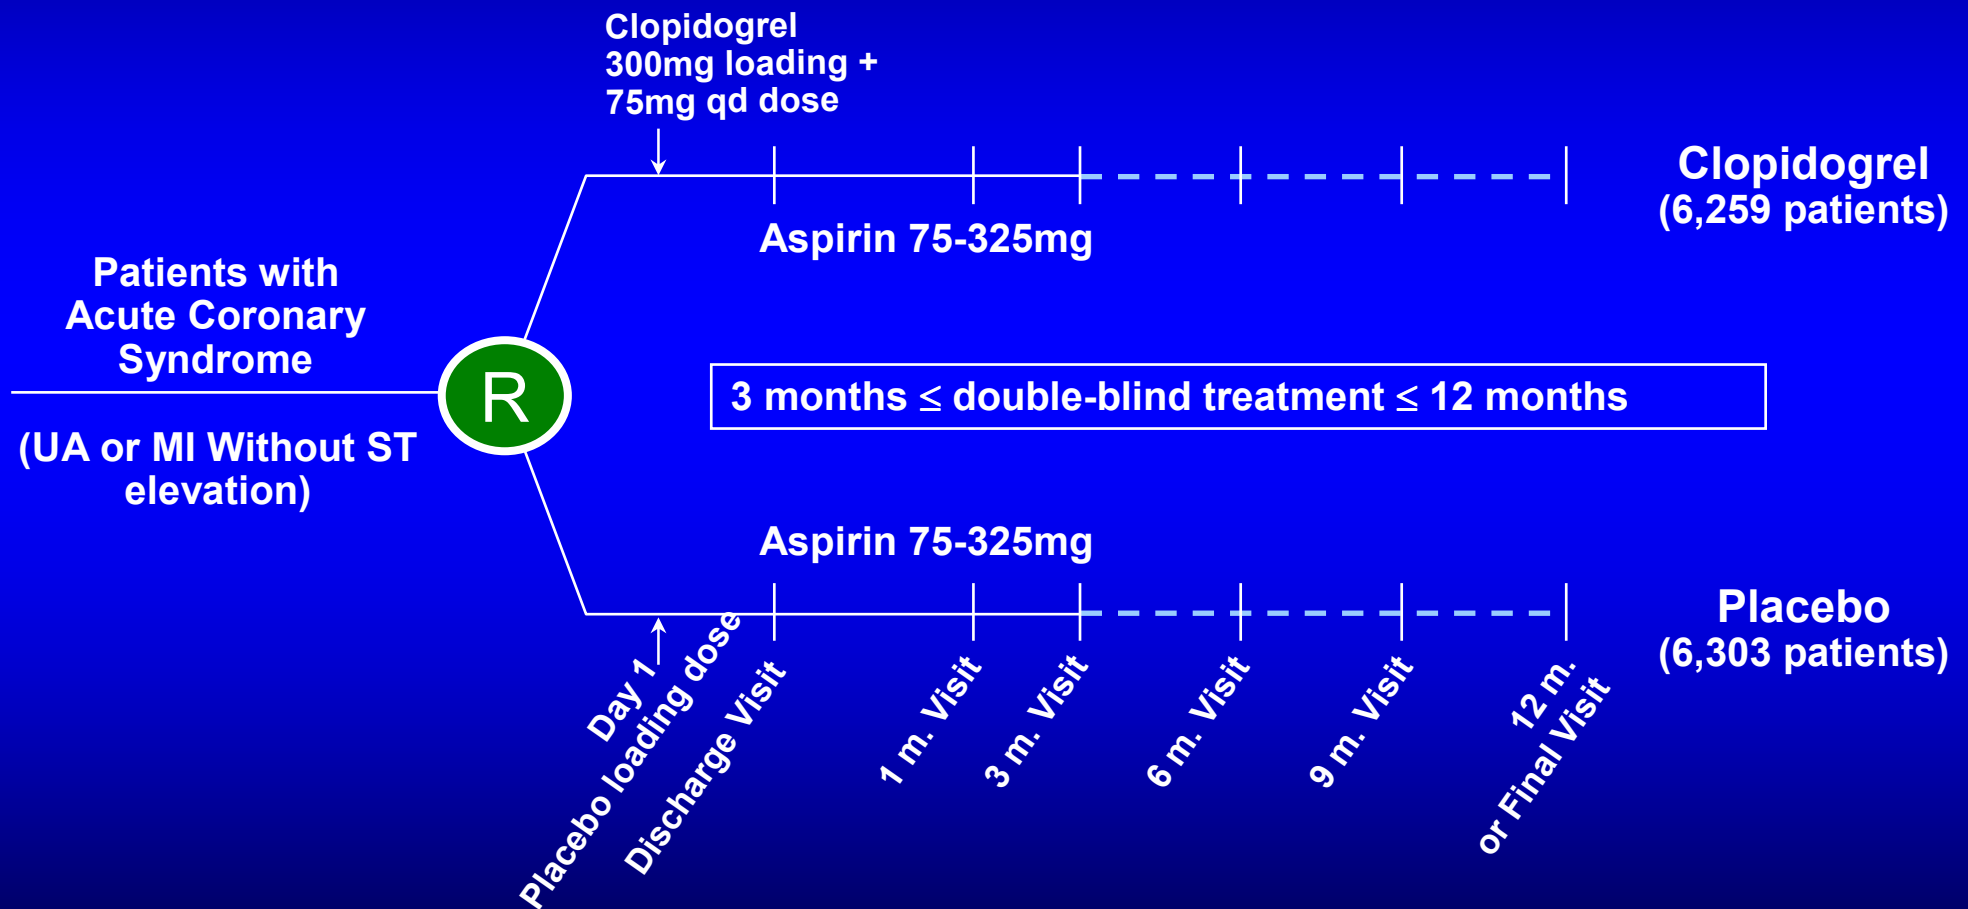 Clopidogrel
300mg loading +
75mg qd dose
Clopidogrel
(6,259 patients)
Aspirin 75-325mg
Patients with
Acute Coronary
Syndrome
(UA or MI Without ST
elevation)
R
3 months ≤ double-blind treatment ≤ 12 months
Aspirin 75-325mg
Placebo
(6,303 patients)
Day 1
Placebo loading dose
Discharge Visit
1 m. Visit
3 m. Visit
6 m. Visit
9 m. Visit
12 m.
or Final Visit